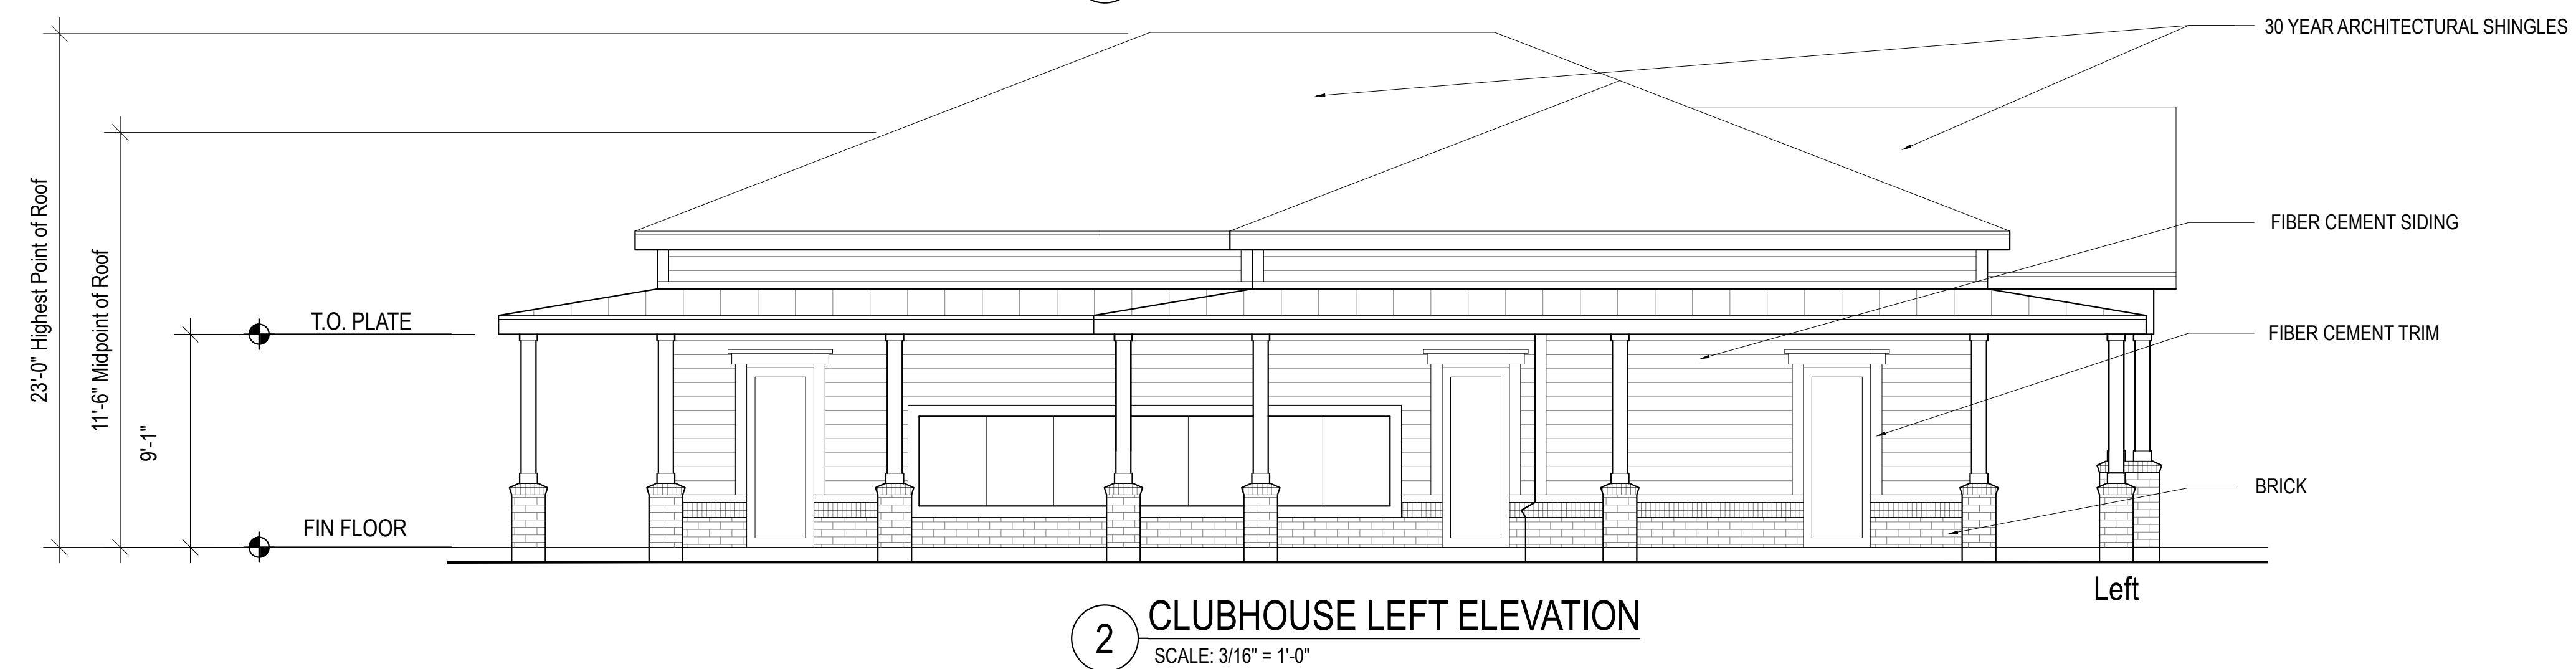 30 YEAR ARCHITECTURAL SHINGLES
23'-0" Highest Point of Roof
11'-6" Midpoint of Roof
9'-1"
T.O. PLATE
FIN FLOOR
FIBER CEMENT SIDING
FIBER CEMENT TRIM
BRICK
Left
2
CLUBHOUSE LEFT ELEVATION
SCALE: 3/16" = 1'-0"